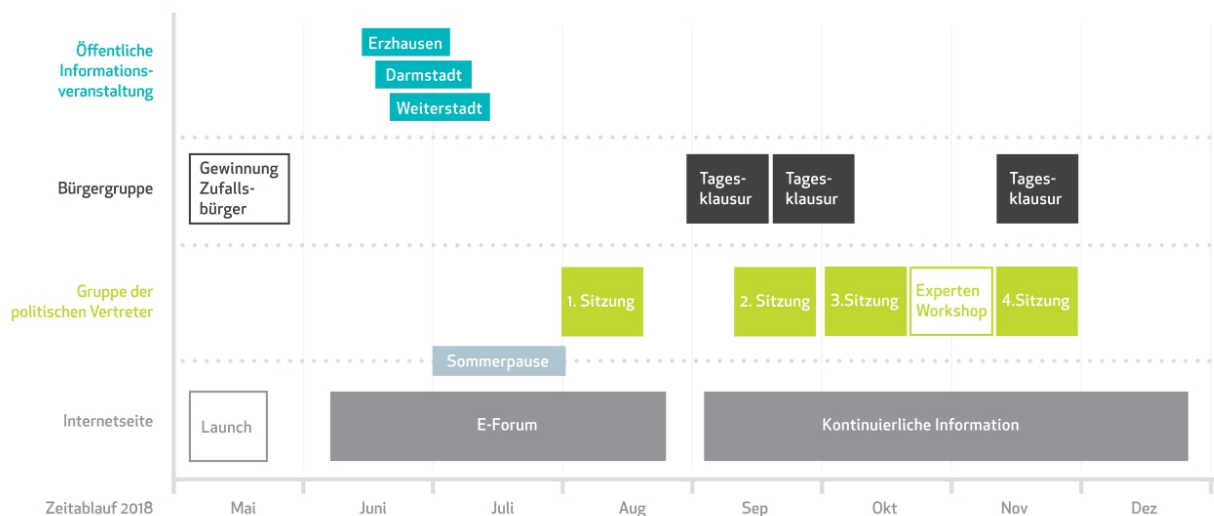 Öffentliche
Informations-
veranstaltung
Erzhausen
Darmstadt
Weiterstadt
Bürgergruppe
Gewinnung
Zufalls-
bürger
Tages-
klausur
Tages-
klausur
Tages-
klausur
Gruppe der
politischen Vertreter
1. Sitzung
2. Sitzung
3.Sitzung
Experten
Workshop
4.Sitzung
Sommerpause
Internetseite
Launch
E-Forum
Kontinuierliche Information
Zeitablauf 2018
Mai
Juni
Juli
Aug
Sep
Okt
Nov
Dez